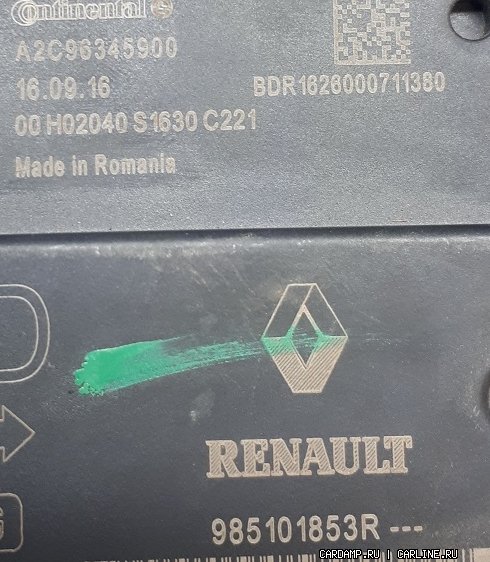 Continental
A2C96345900
16.09.16
BDR1626000711380
00 H02040 S1630 C221
Made in Romania
RENAULT
985101853R ---
CARDAMP.RU | CARLINE.RU